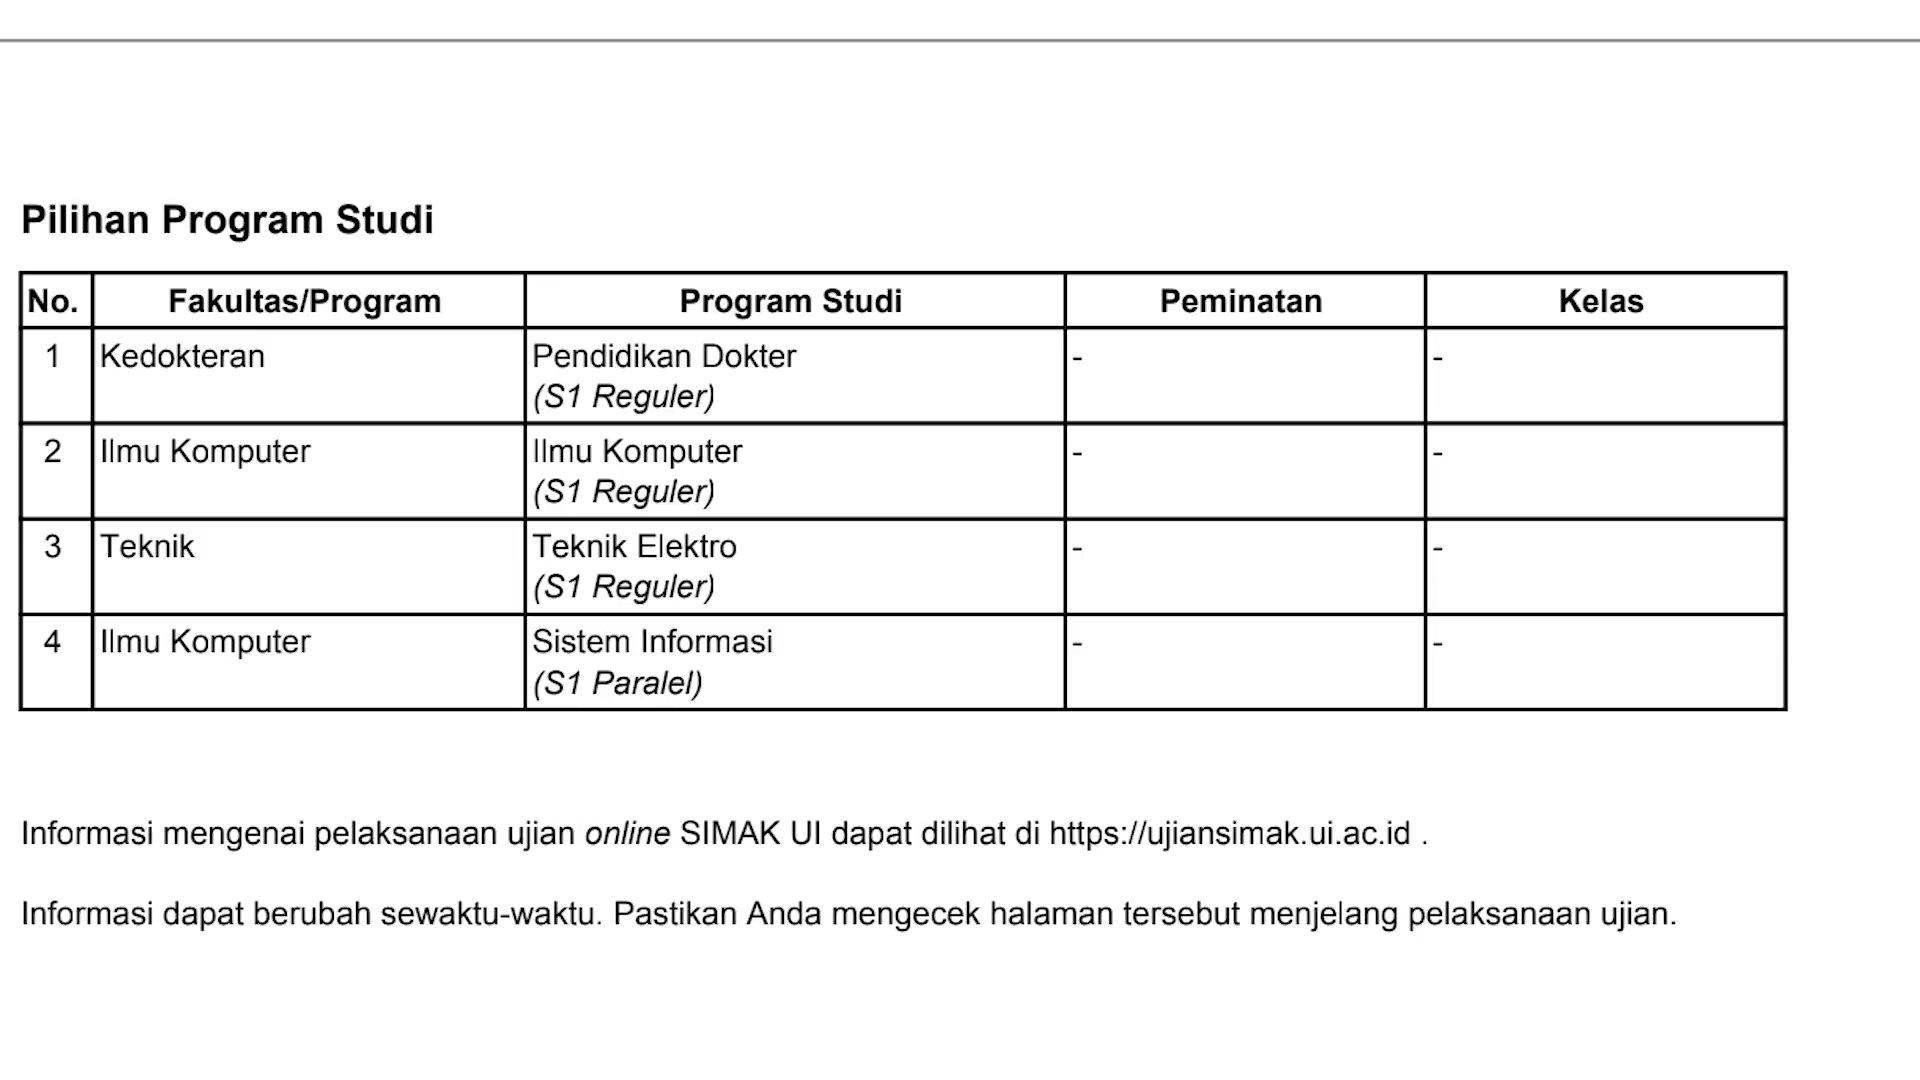 Pilihan Program Studi
No. Fakultas/Program Program Studi Peminatan Kelas
1 Kedokteran Pendidikan Dokter - -
(S1 Reguler)
2 Ilmu Komputer Ilmu Komputer - -
(S1 Reguler)
3 Teknik Teknik Elektro - -
(S1 Reguler)
4 Ilmu Komputer Sistem Informasi - -
(S1 Paralel)
Informasi mengenai pelaksanaan ujian online SIMAK UI dapat dilihat di https://ujiansimak.ui.ac.id .
Informasi dapat berubah sewaktu-waktu. Pastikan Anda mengecek halaman tersebut menjelang pelaksanaan ujian.